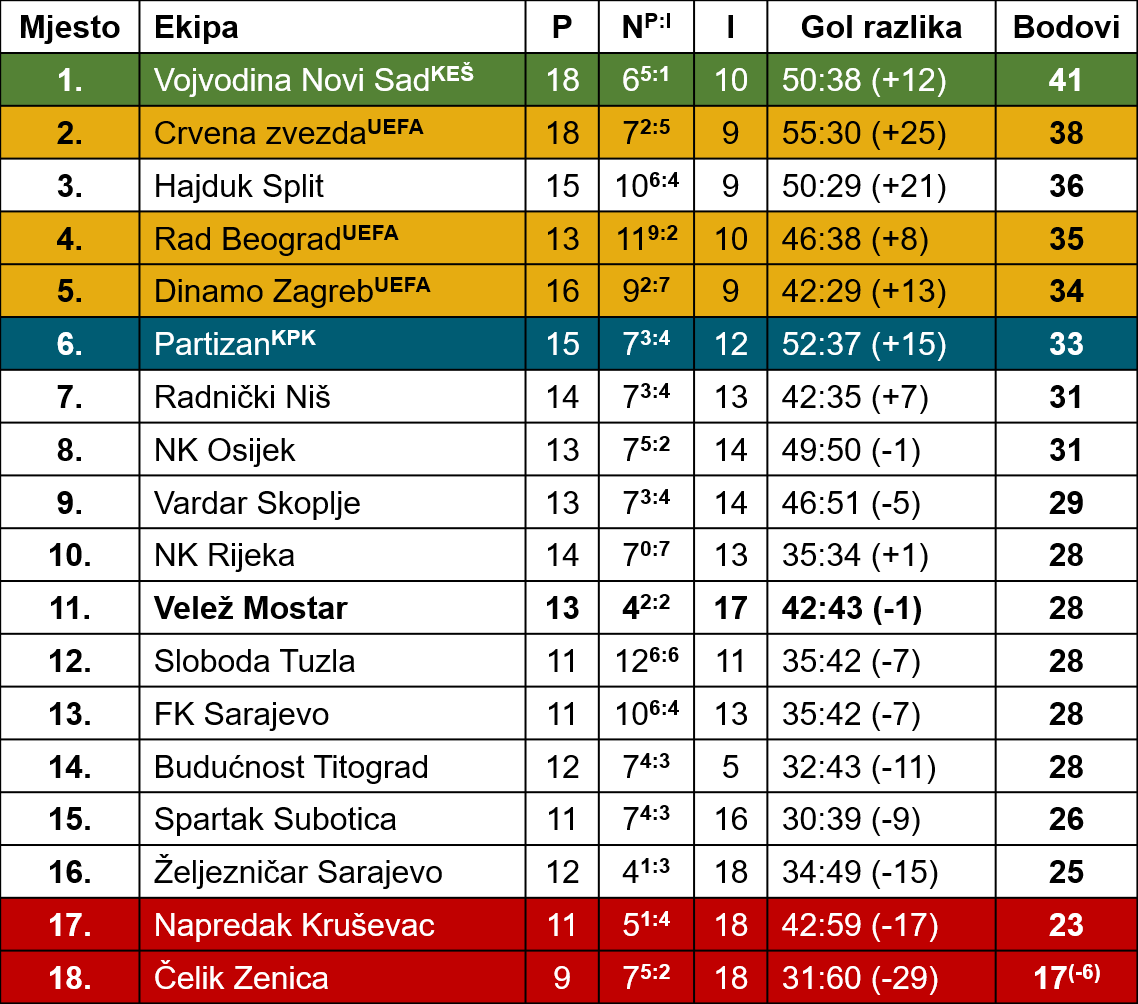 Mjesto Ekipa P N^P:I I Gol razlika Bodovi
1. Vojvodina Novi Sad^KEŠ 18 6^5:1 10 50:38 (+12) 41
2. Crvena zvezda^UEFA 18 7^2:5 9 55:30 (+25) 38
3. Hajduk Split 15 10^6:4 9 50:29 (+21) 36
4. Rad Beograd^UEFA 13 11^9:2 10 46:38 (+8) 35
5. Dinamo Zagreb^UEFA 16 9^2:7 9 42:29 (+13) 34
6. Partizan^KPK 15 7^3:4 12 52:37 (+15) 33
7. Radnički Niš 14 7^3:4 13 42:35 (+7) 31
8. NK Osijek 13 7^5:2 14 49:50 (-1) 31
9. Vardar Skoplje 13 7^3:4 14 46:51 (-5) 29
10. NK Rijeka 14 7^0:7 13 35:34 (+1) 28
11. Velež Mostar 13 4^2:2 17 42:43 (-1) 28
12. Sloboda Tuzla 11 12^6:6 11 35:42 (-7) 28
13. FK Sarajevo 11 10^6:4 13 35:42 (-7) 28
14. Budućnost Titograd 12 7^4:3 5 32:43 (-11) 28
15. Spartak Subotica 11 7^4:3 16 30:39 (-9) 26
16. Željezničar Sarajevo 12 4^1:3 18 34:49 (-15) 25
17. Napredak Kruševac 11 5^1:4 18 42:59 (-17) 23
18. Čelik Zenica 9 7^5:2 18 31:60 (-29) 17^(-6)